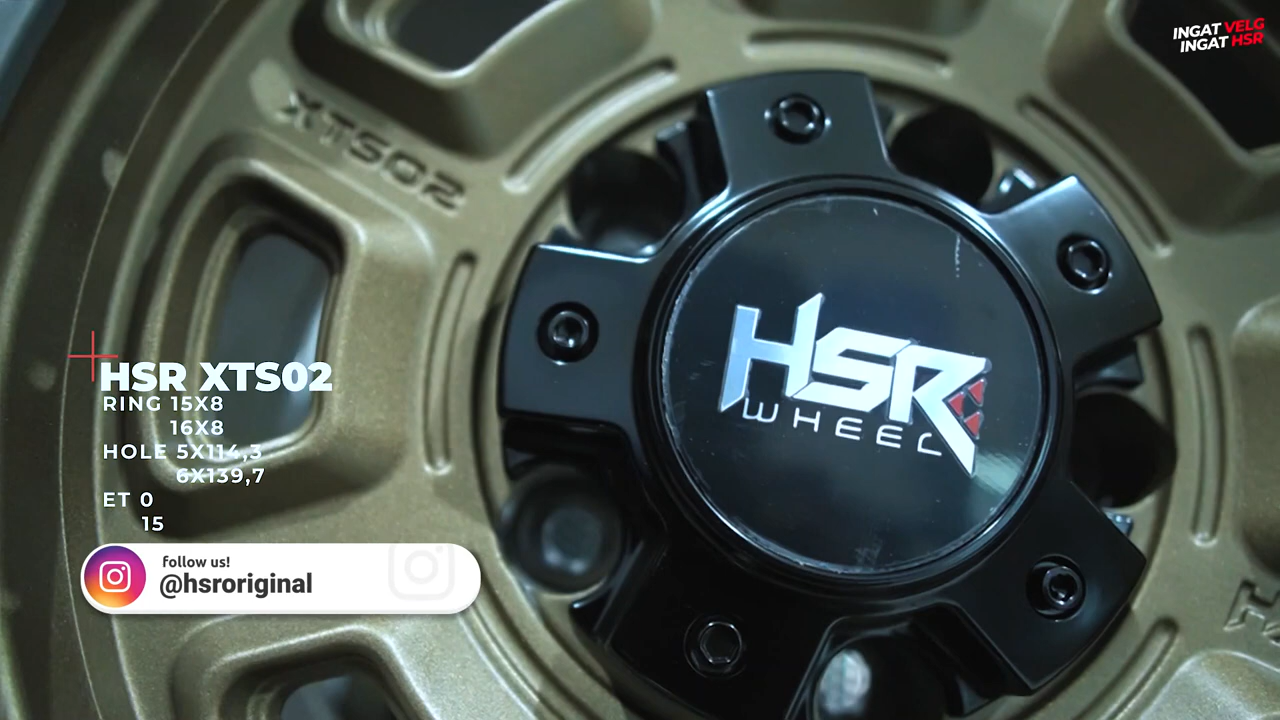 INGAT VELG
INGAT HSR
XTS02
HSR
WHEEL
HSR XTS02
RING 15X8
16X8
HOLE 5X114,3
6X139,7
ET 0
15
follow us!
@hsroriginal